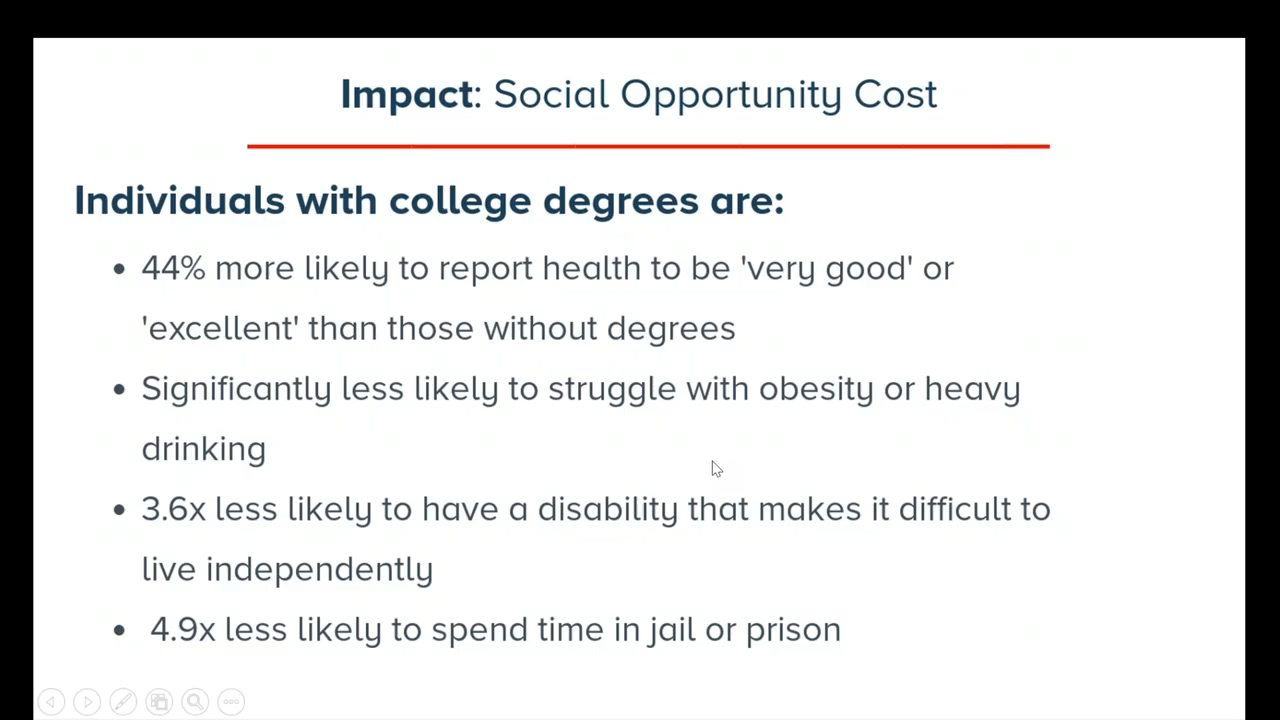 Impact: Social Opportunity Cost
Individuals with college degrees are:
• 44% more likely to report health to be 'very good' or
'excellent' than those without degrees
• Significantly less likely to struggle with obesity or heavy
drinking
• 3.6x less likely to have a disability that makes it difficult to
live independently
• 4.9x less likely to spend time in jail or prison